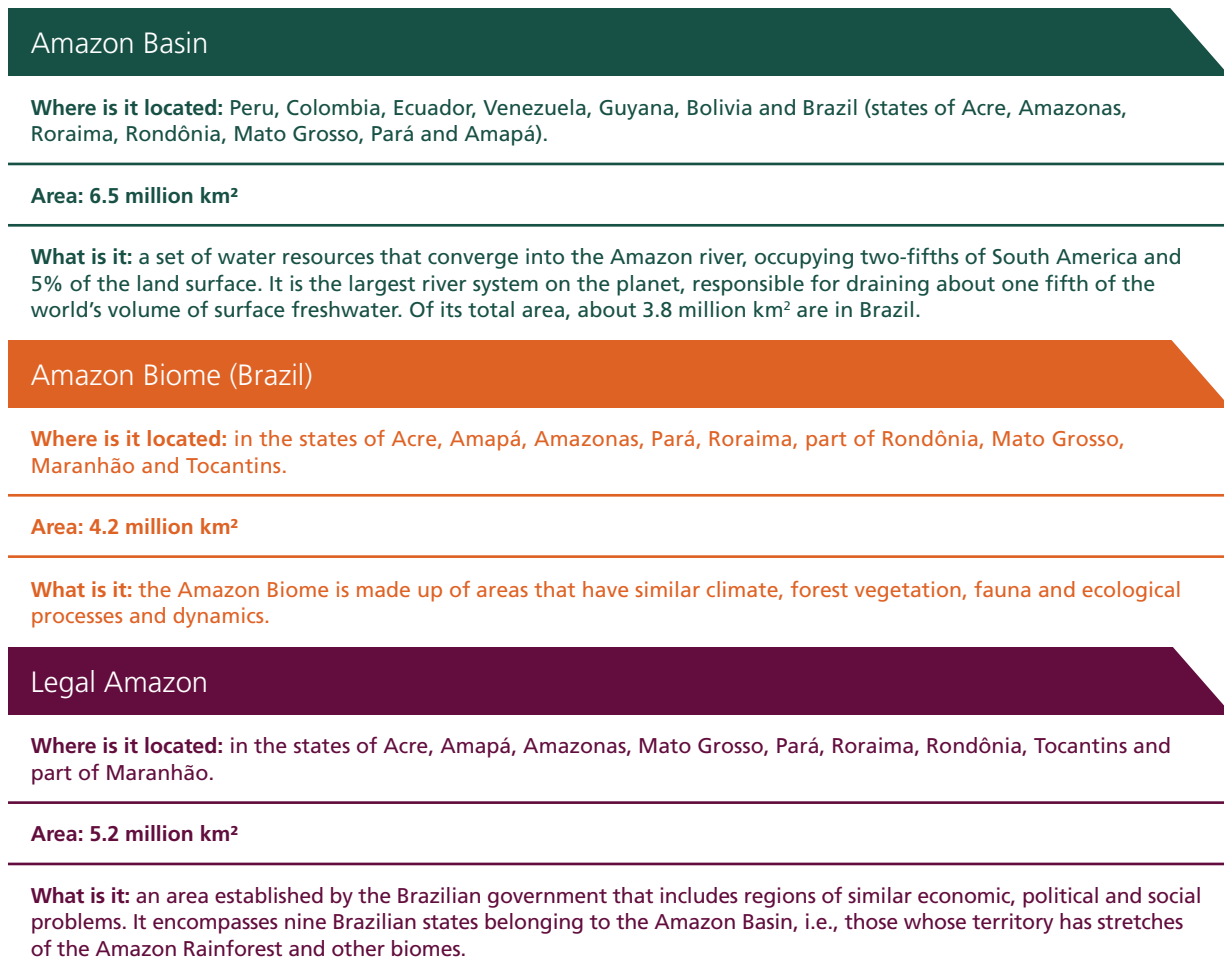 Amazon Basin
Where is it located: Peru, Colombia, Ecuador, Venezuela, Guyana, Bolivia and Brazil (states of Acre, Amazonas,
Roraima, Rondônia, Mato Grosso, Pará and Amapá).
Area: 6.5 million km²
What is it: a set of water resources that converge into the Amazon river, occupying two-fifths of South America and
5% of the land surface. It is the largest river system on the planet, responsible for draining about one fifth of the
world's volume of surface freshwater. Of its total area, about 3.8 million km² are in Brazil.
Amazon Biome (Brazil)
Where is it located: in the states of Acre, Amapá, Amazonas, Pará, Roraima, part of Rondônia, Mato Grosso,
Maranhão and Tocantins.
Area: 4.2 million km²
What is it: the Amazon Biome is made up of areas that have similar climate, forest vegetation, fauna and ecological
processes and dynamics.
Legal Amazon
Where is it located: in the states of Acre, Amapá, Amazonas, Mato Grosso, Pará, Roraima, Rondônia, Tocantins and
part of Maranhão.
Area: 5.2 million km²
What is it: an area established by the Brazilian government that includes regions of similar economic, political and social
problems. It encompasses nine Brazilian states belonging to the Amazon Basin, i.e., those whose territory has stretches
of the Amazon Rainforest and other biomes.